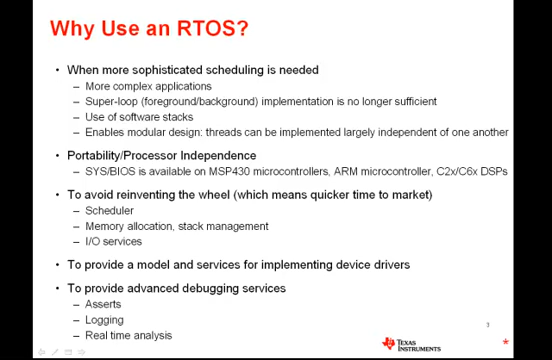 Why Use an RTOS?
• When more sophisticated scheduling is needed
– More complex applications
– Super-loop (foreground/background) implementation is no longer sufficient
– Use of software stacks
– Enables modular design: threads can be implemented largely independent of one another
• Portability/Processor Independence
– SYS/BIOS is available on MSP430 microcontrollers, ARM microcontroller, C2x/C6x DSPs
• To avoid reinventing the wheel (which means quicker time to market)
– Scheduler
– Memory allocation, stack management
– I/O services
• To provide a model and services for implementing device drivers
• To provide advanced debugging services
– Asserts
– Logging
– Real time analysis
3
TEXAS
INSTRUMENTS
*